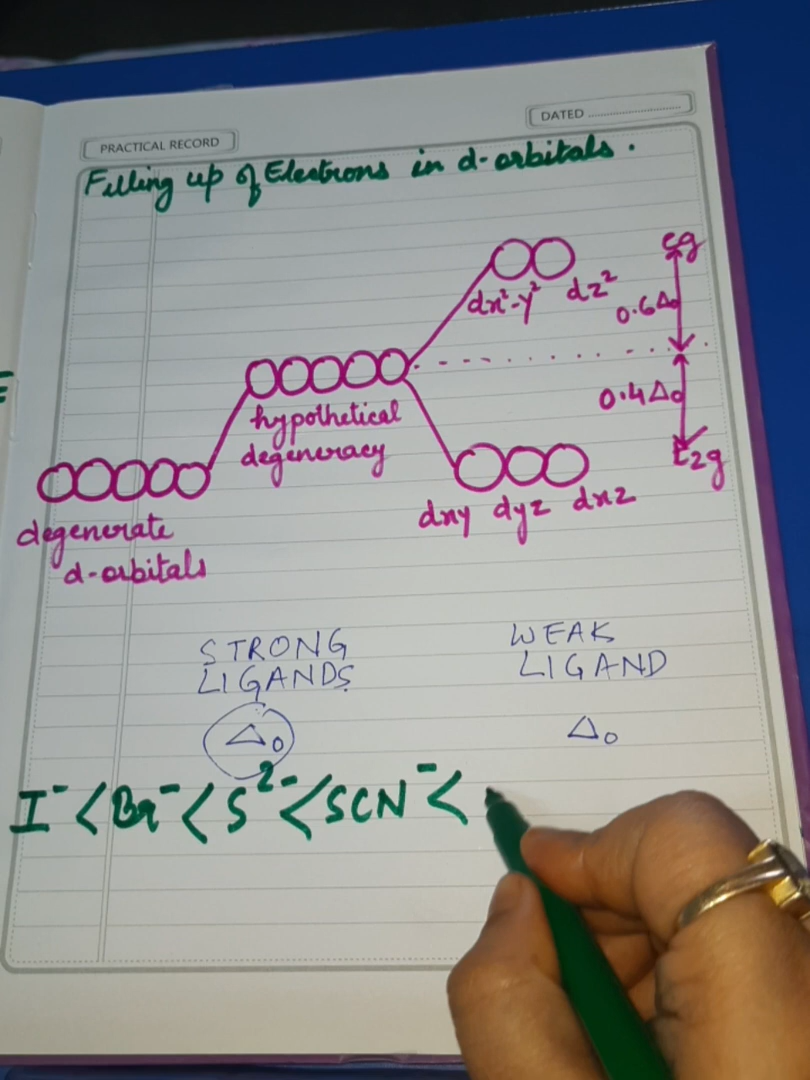 PRACTICAL RECORD
DATED
Filling up of Electrons in d-orbitals.
eg
dx²-y² dz²
0.6Δo
0.4Δo
hypothetical
degeneracy
t2g
dxy dyz dxz
degenerate
d-orbitals
STRONG
LIGANDS
WEAK
LIGAND
Δo
Δo
I⁻ < Br⁻ < S²⁻ < SCN⁻ <